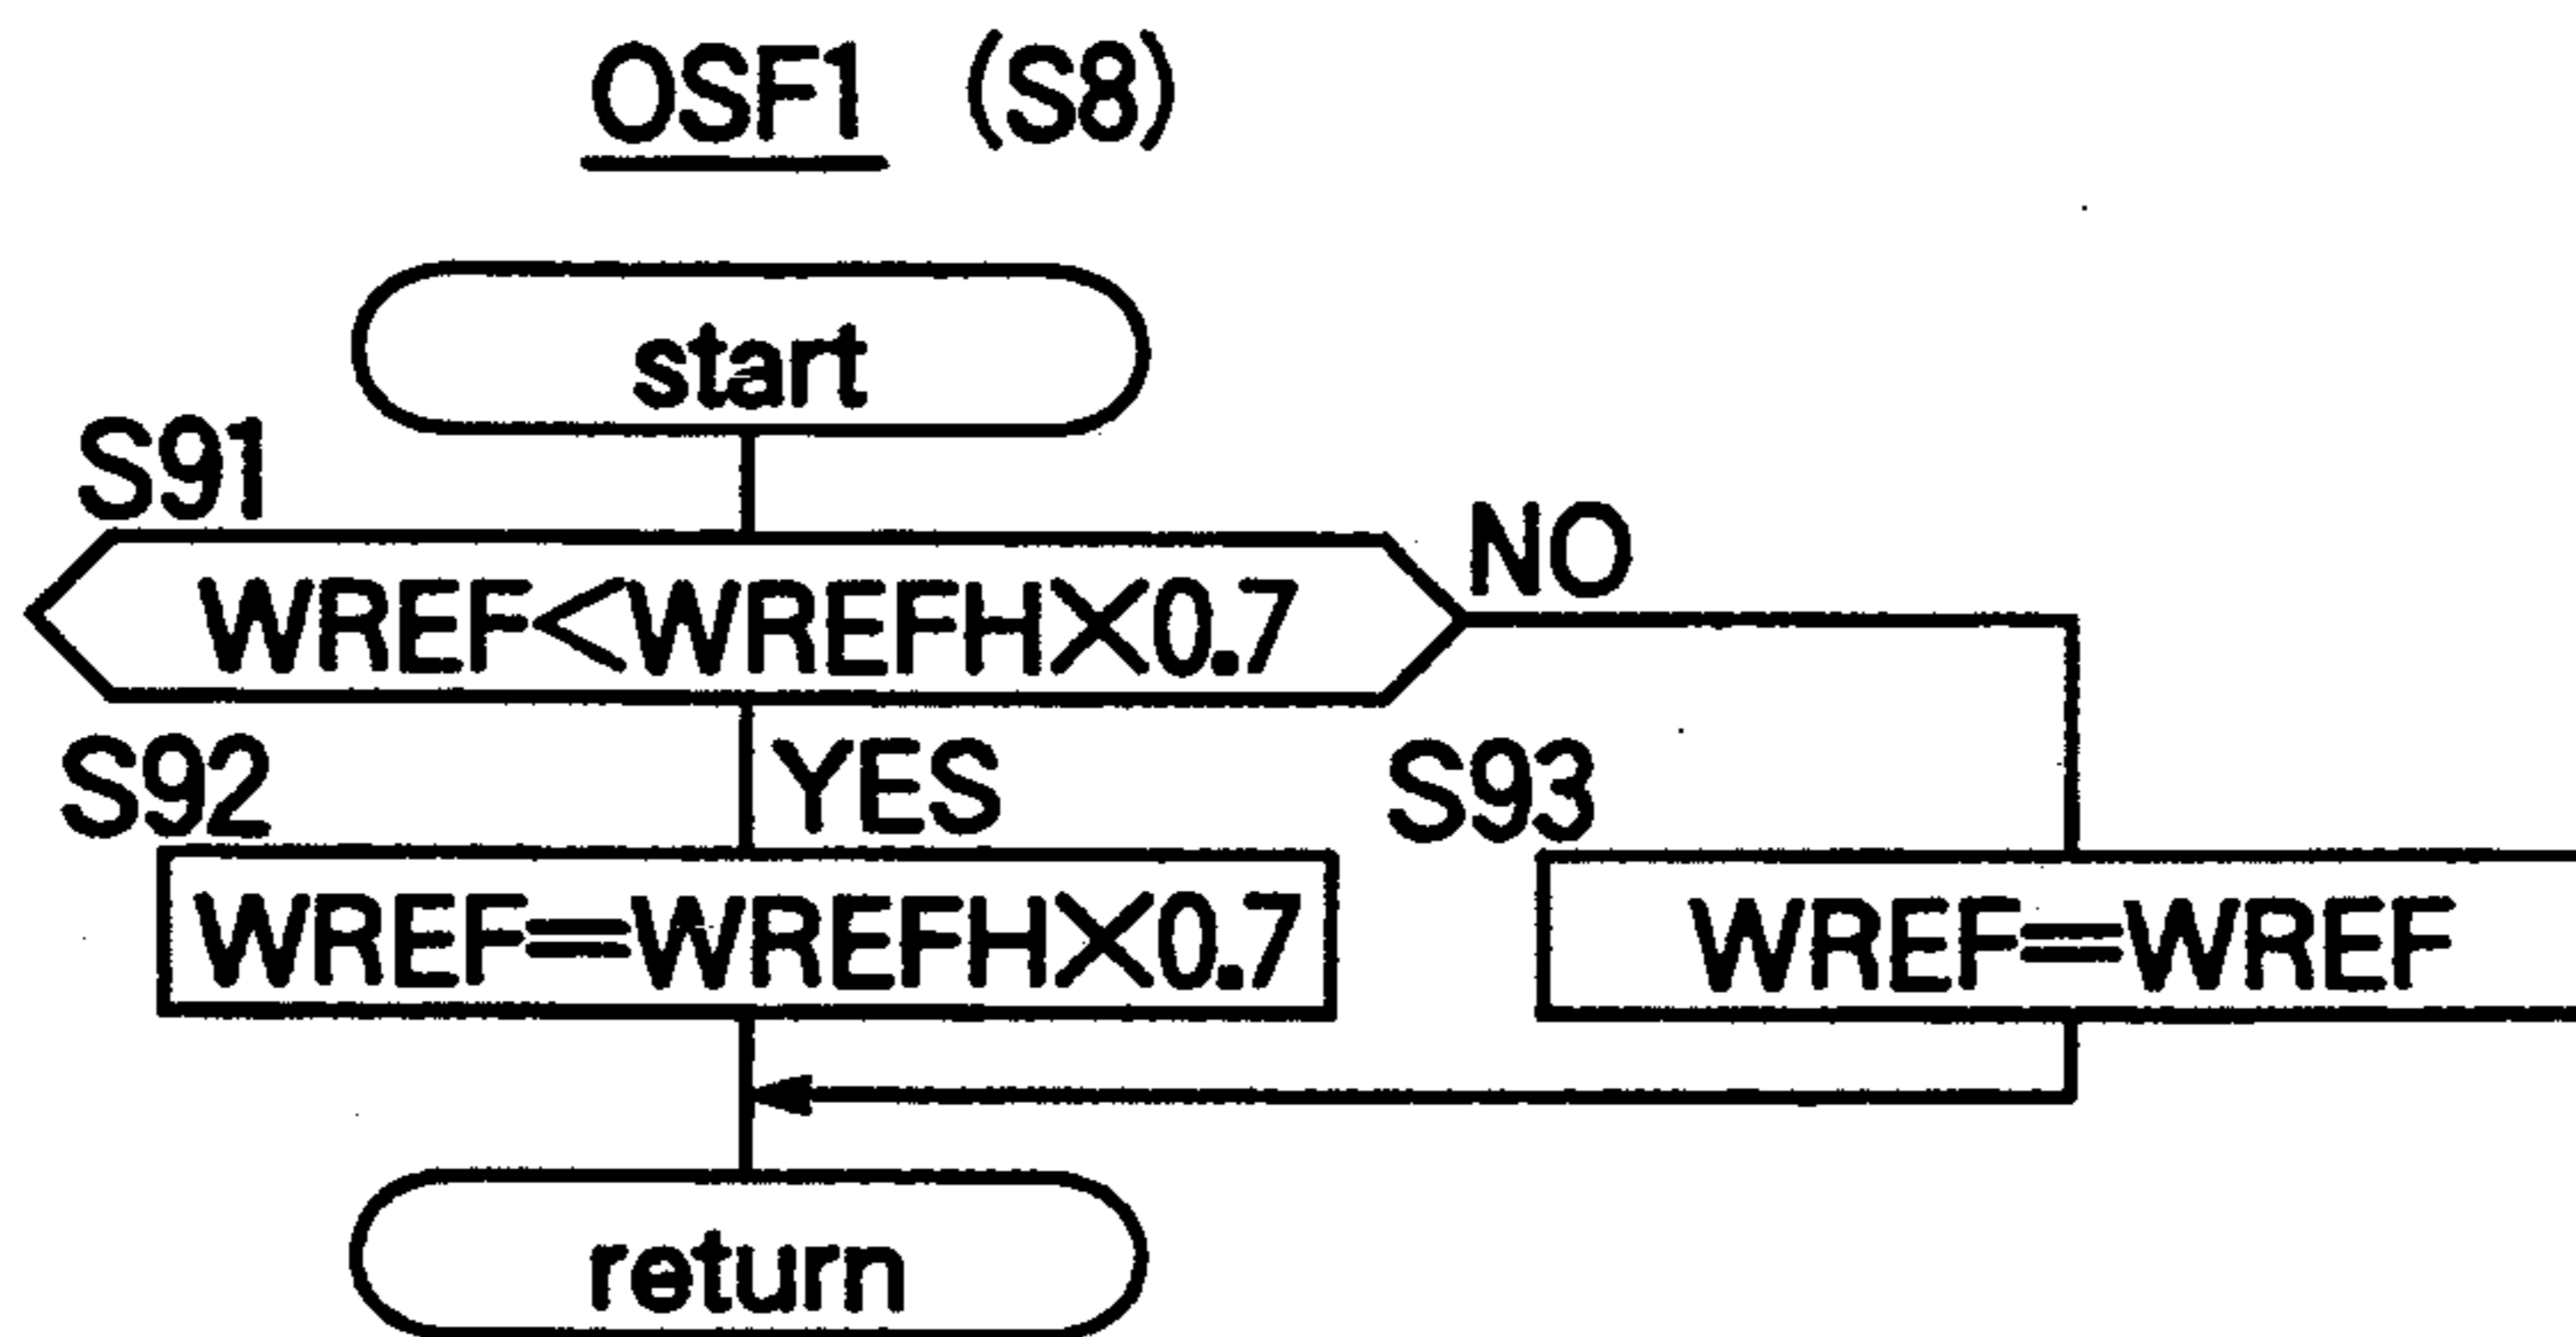 OSF1 (S8)
start
S91
WREF<WREFH×0.7
NO
S92
YES
S93
WREF=WREFH×0.7
WREF=WREF
return